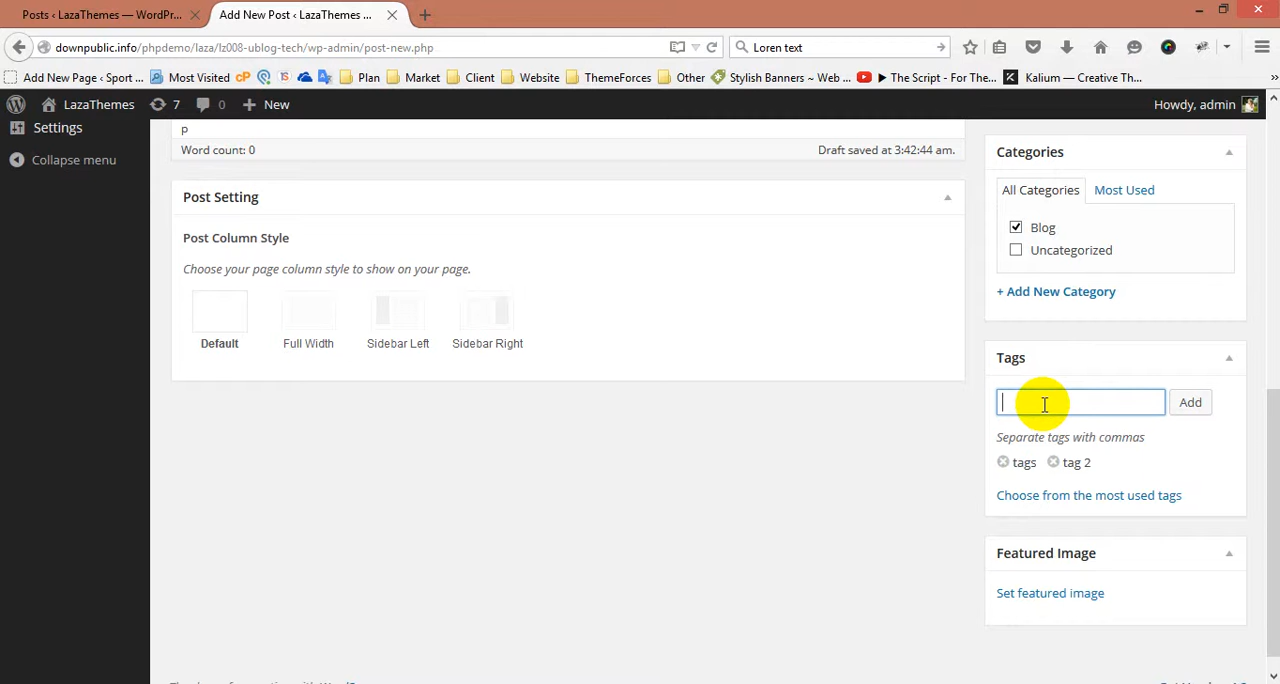 Posts ‹ LazaThemes — WordPr...
Add New Post ‹ LazaThemes ...
downpublic.info/phpdemo/laza/lz008-ublog-tech/wp-admin/post-new.php
Loren text
Add New Page ‹ Sport ...
Most Visited
Plan
Market
Client
Website
ThemeForces
Other
Stylish Banners ~ Web ...
▶ The Script - For The...
Kalium — Creative Th...
LazaThemes
7
0
New
Howdy, admin
Settings
Collapse menu
p
Word count: 0
Draft saved at 3:42:44 am.
Post Setting
Post Column Style
Choose your page column style to show on your page.
Default
Full Width
Sidebar Left
Sidebar Right
Categories
All Categories
Most Used
Blog
Uncategorized
+ Add New Category
Tags
Add
Separate tags with commas
tags
tag 2
Choose from the most used tags
Featured Image
Set featured image